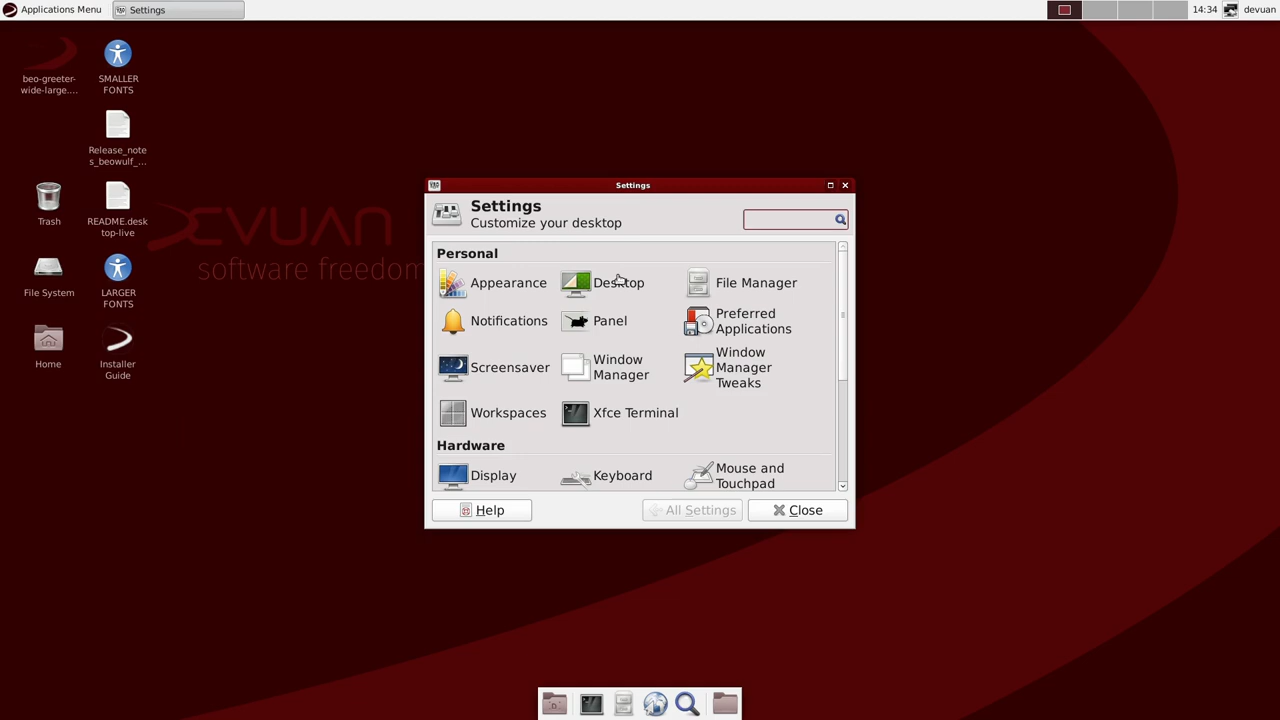 Applications Menu
Settings
14:34
devuan
beo-greeter-
wide-large....
SMALLER
FONTS
Release_note
s_beowulf_...
Trash
README.desk
top-live
File System
LARGER
FONTS
Home
Installer
Guide
DEVUAN
software freedom
Settings
Settings
Customize your desktop
Personal
Appearance
Desktop
File Manager
Notifications
Panel
Preferred
Applications
Screensaver
Window
Manager
Window
Manager
Tweaks
Workspaces
Xfce Terminal
Hardware
Display
Keyboard
Mouse and
Touchpad
Help
All Settings
Close